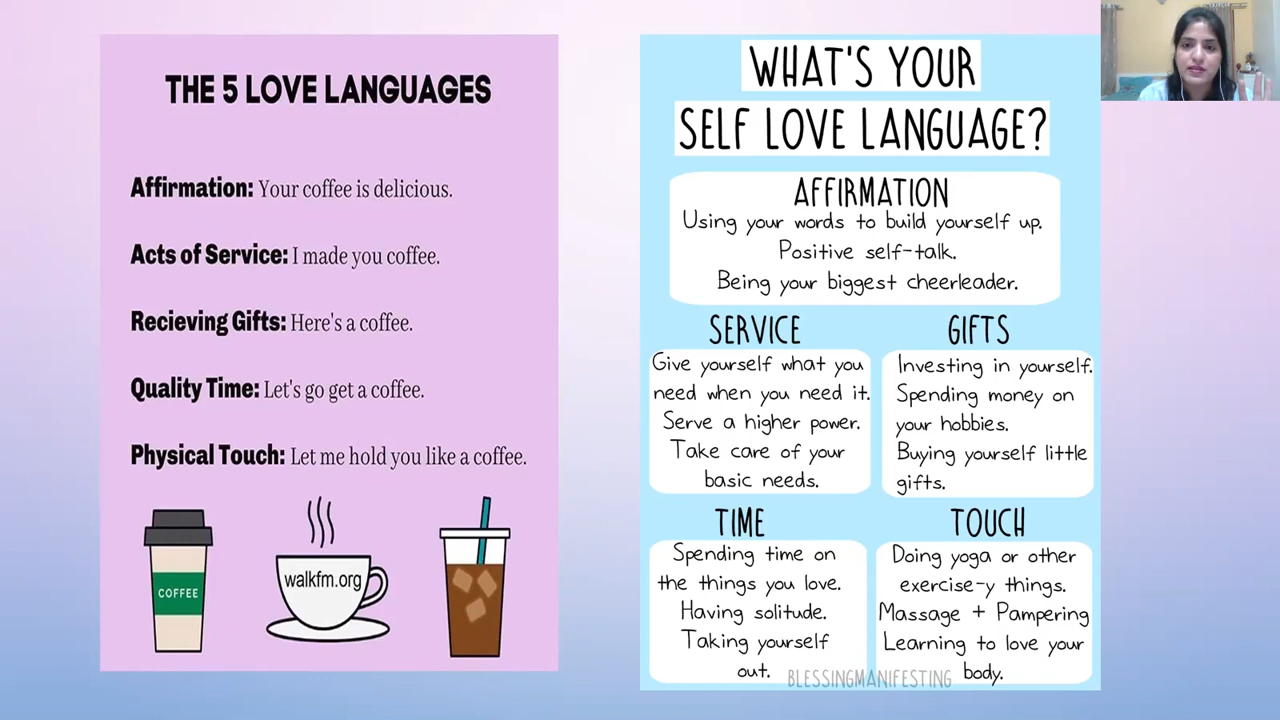 THE 5 LOVE LANGUAGES
Affirmation: Your coffee is delicious.
Acts of Service: I made you coffee.
Recieving Gifts: Here's a coffee.
Quality Time: Let's go get a coffee.
Physical Touch: Let me hold you like a coffee.
COFFEE
walkfm.org
WHAT'S YOUR
SELF LOVE LANGUAGE?
AFFIRMATION
Using your words to build yourself up.
Positive self-talk.
Being your biggest cheerleader.
SERVICE
Give yourself what you
need when you need it.
Serve a higher power.
Take care of your
basic needs.
GIFTS
Investing in yourself.
Spending money on
your hobbies.
Buying yourself little
gifts.
TIME
Spending time on
the things you love.
Having solitude.
Taking yourself
out.
TOUCH
Doing yoga or other
exercise-y things.
Massage + Pampering
Learning to love your
body.
BLESSINGMANIFESTING